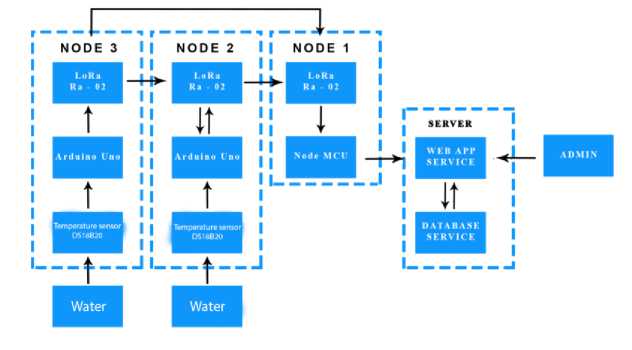 NODE 3
NODE 2
NODE 1
LoRa
Ra - 02
LoRa
Ra - 02
LoRa
Ra - 02
SERVER
Arduino Uno
Arduino Uno
Node MCU
WEB APP
SERVICE
ADMIN
Temperature sensor
DS18B20
Temperature sensor
DS18B20
DATABASE
SERVICE
Water
Water